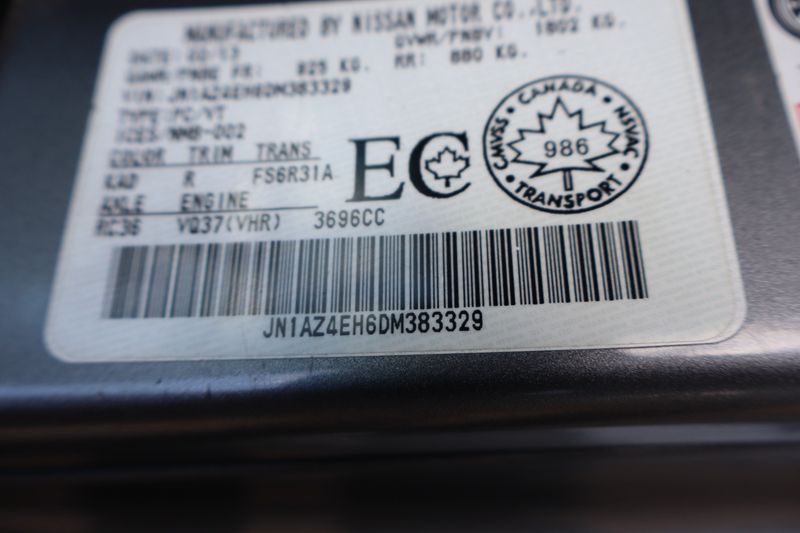 MANUFACTURED BY NISSAN MOTOR CO.,LTD.
DATE: 02/13 GVWR/PNBV: 1802 KG.
GAWR/PNBE FR: 925 KG. RR: 880 KG.
VIN: JN1AZ4EH6DM383329
TYPE: PC/VT
ICES/NMB-002
COLOR TRIM TRANS
KAD R FS6R31A
AXLE ENGINE
RC36 VQ37(VHR) 3696CC
EC
CANADA
CMVSS 986 NSVAC
TRANSPORT
JN1AZ4EH6DM383329